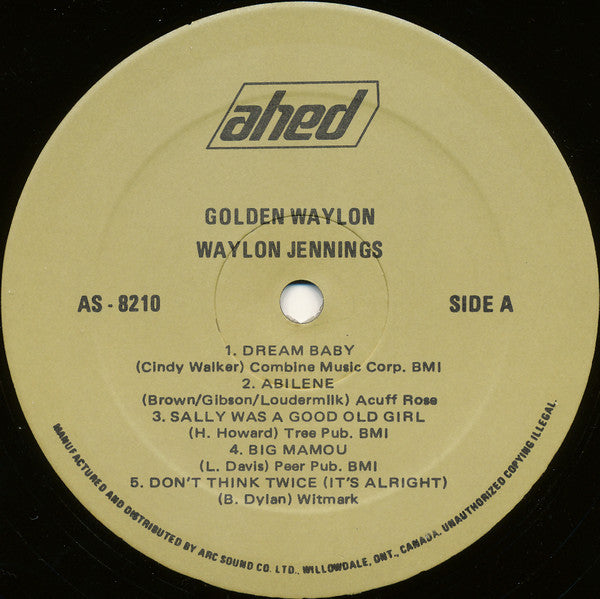 ahed
GOLDEN WAYLON
WAYLON JENNINGS
AS - 8210
SIDE A
1. DREAM BABY
(Cindy Walker) Combine Music Corp. BMI
2. ABILENE
(Brown/Gibson/Loudermilk) Acuff Rose
3. SALLY WAS A GOOD OLD GIRL
(H. Howard) Tree Pub. BMI
4. BIG MAMOU
(L. Davis) Peer Pub. BMI
5. DON'T THINK TWICE (IT'S ALRIGHT)
(B. Dylan) Witmark
MANUFACTURED AND DISTRIBUTED BY ARC SOUND CO. LTD., WILLOWDALE, ONT., CANADA. UNAUTHORIZED COPYING ILLEGAL.